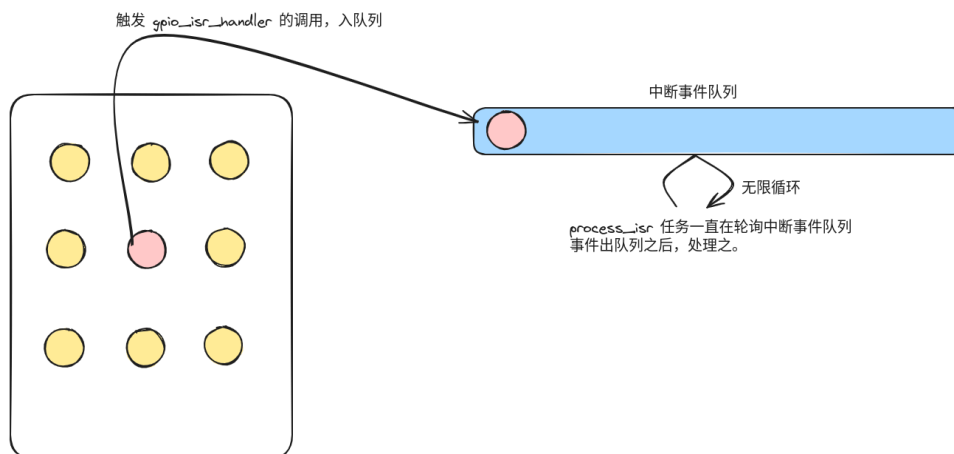 触发 gpio_isr_handler 的调用，入队列
中断事件队列
无限循环
process_isr 任务一直在轮询中断事件队列
事件出队列之后，处理之。